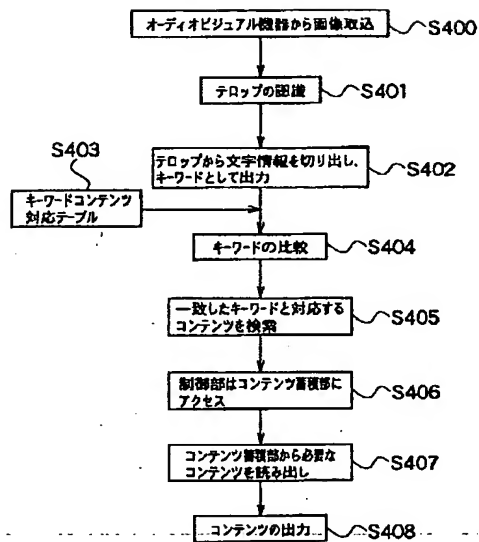 オーディオビジュアル機器から画像取込
S400
テロップの認識
S401
S403
テロップから文字情報を切り出し、
キーワードとして出力
S402
キーワードコンテンツ
対応テーブル
キーワードの比較
S404
一致したキーワードと対応する
コンテンツを検索
S405
制御部はコンテンツ蓄積部に
アクセス
S406
コンテンツ蓄積部から必要な
コンテンツを読み出し
S407
コンテンツの出力
S408